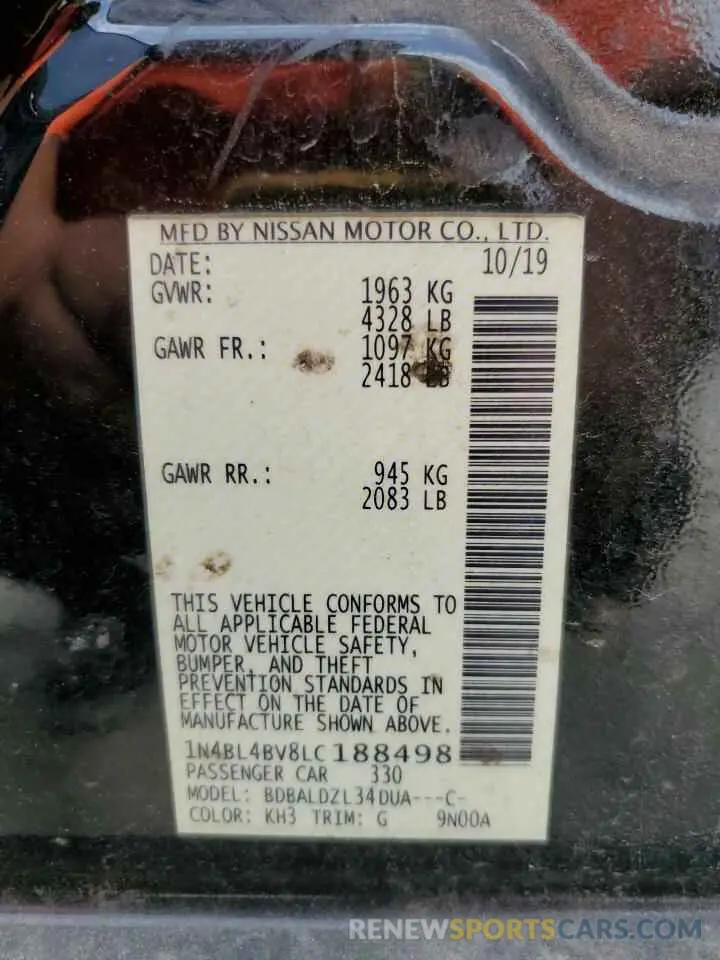 MFD BY NISSAN MOTOR CO., LTD.
DATE: 10/19
GVWR: 1963 KG
4328 LB
GAWR FR.: 1097 KG
2418 LB
GAWR RR.: 945 KG
2083 LB
THIS VEHICLE CONFORMS TO
ALL APPLICABLE FEDERAL
MOTOR VEHICLE SAFETY,
BUMPER, AND THEFT
PREVENTION STANDARDS IN
EFFECT ON THE DATE OF
MANUFACTURE SHOWN ABOVE.
1N4BL4BV8LC188498
PASSENGER CAR 330
MODEL: BDBALDZL34DUA---C-
COLOR: KH3 TRIM: G 9N00A
RENEWSPORTSCARS.COM